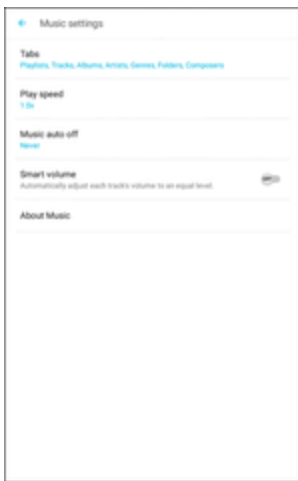 Music settings
Tabs
Playlists, Tracks, Albums, Artists, Genres, Folders, Composers
Play speed
1.0x
Music auto off
Never
Smart volume
Automatically adjust each track's volume to an equal level.
OFF
About Music